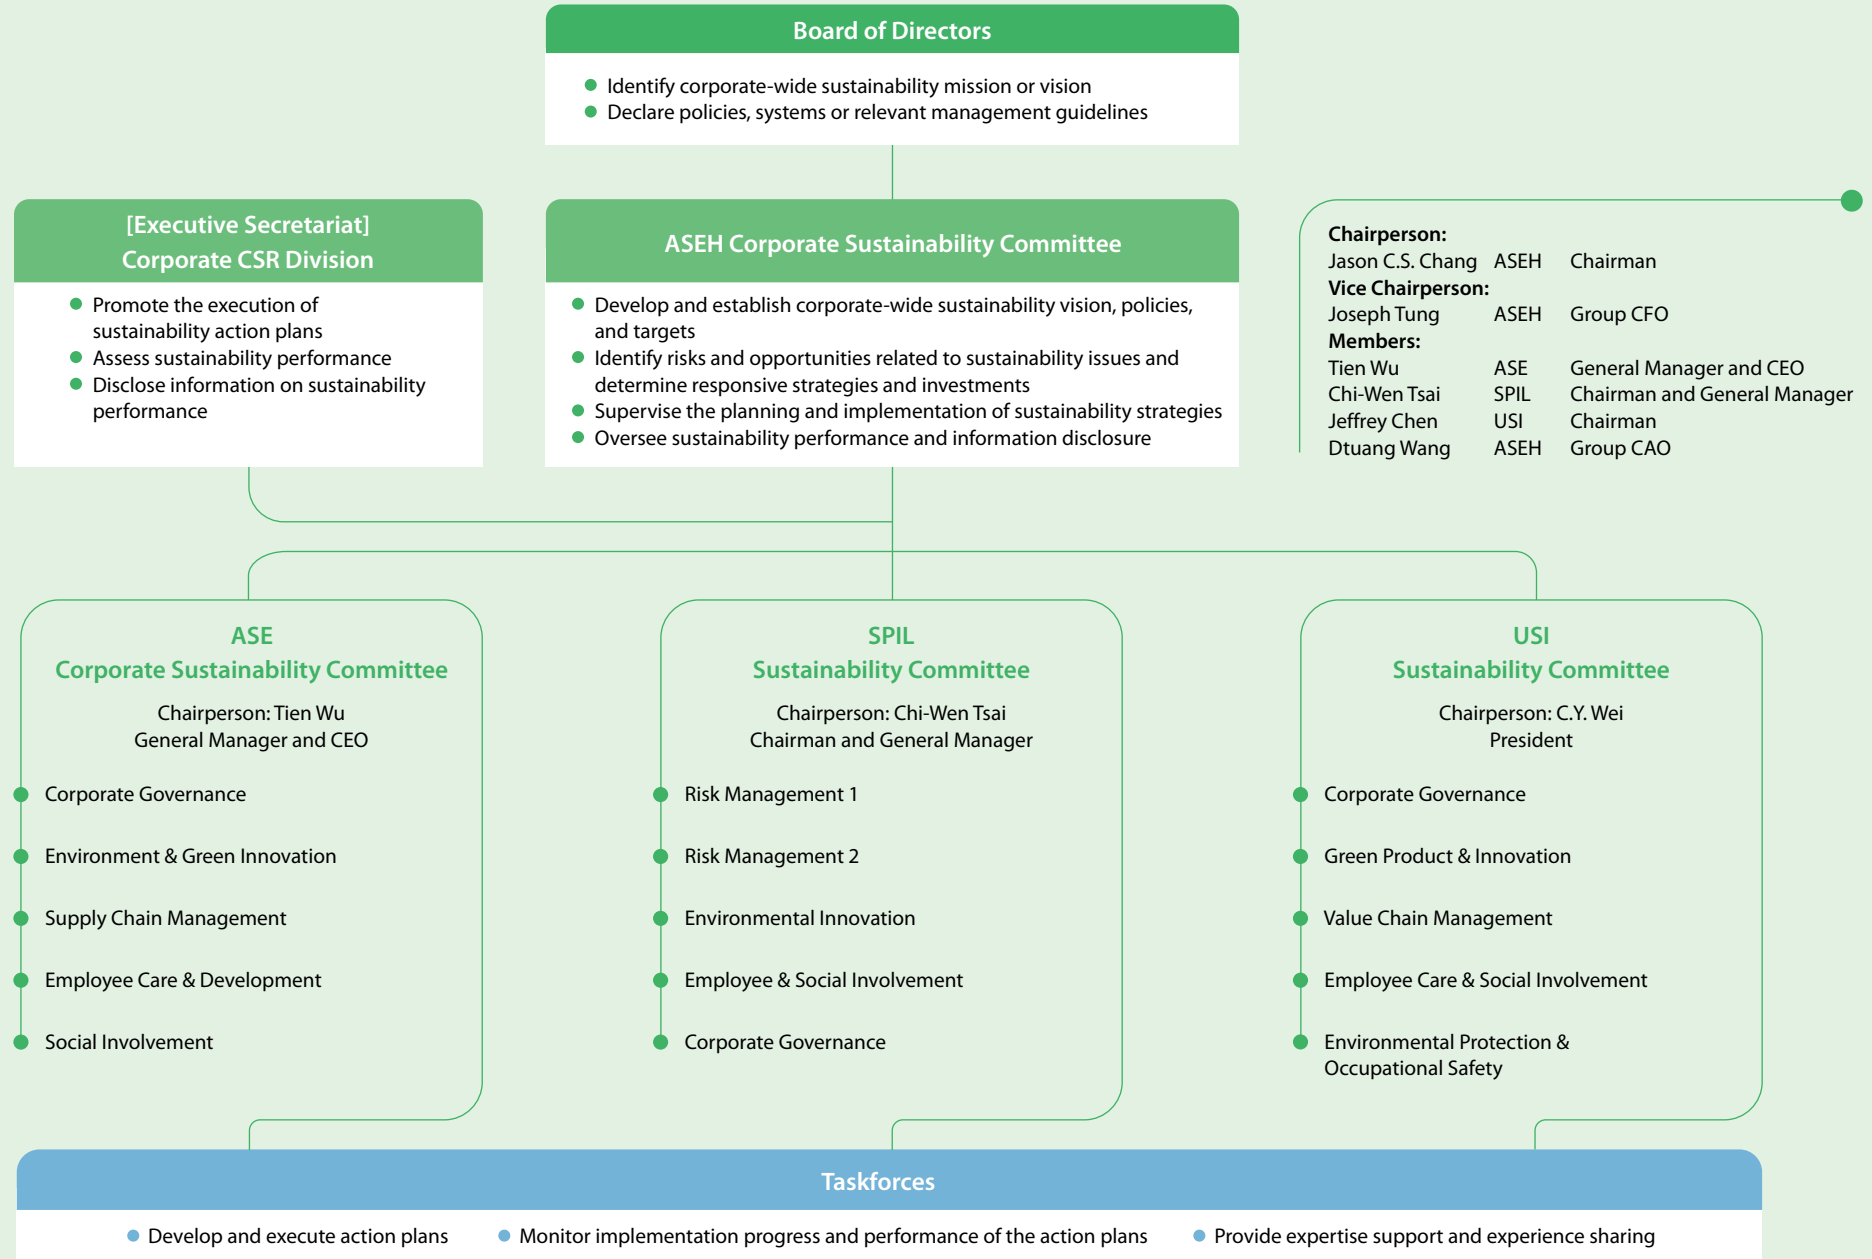 Board of Directors
Identify corporate-wide sustainability mission or vision
Declare policies, systems or relevant management guidelines
[Executive Secretariat]
Corporate CSR Division
Promote the execution of
sustainability action plans
Assess sustainability performance
Disclose information on sustainability
performance
ASEH Corporate Sustainability Committee
Develop and establish corporate-wide sustainability vision, policies,
and targets
Identify risks and opportunities related to sustainability issues and
determine responsive strategies and investments
Supervise the planning and implementation of sustainability strategies
Oversee sustainability performance and information disclosure
Chairperson:
Jason C.S. Chang ASEH Chairman
Vice Chairperson:
Joseph Tung ASEH Group CFO
Members:
Tien Wu ASE General Manager and CEO
Chi-Wen Tsai SPIL Chairman and General Manager
Jeffrey Chen USI Chairman
Dtuang Wang ASEH Group CAO
ASE
Corporate Sustainability Committee
Chairperson: Tien Wu
General Manager and CEO
Corporate Governance
Environment & Green Innovation
Supply Chain Management
Employee Care & Development
Social Involvement
SPIL
Sustainability Committee
Chairperson: Chi-Wen Tsai
Chairman and General Manager
Risk Management 1
Risk Management 2
Environmental Innovation
Employee & Social Involvement
Corporate Governance
USI
Sustainability Committee
Chairperson: C.Y. Wei
President
Corporate Governance
Green Product & Innovation
Value Chain Management
Employee Care & Social Involvement
Environmental Protection &
Occupational Safety
Taskforces
Develop and execute action plans
Monitor implementation progress and performance of the action plans
Provide expertise support and experience sharing